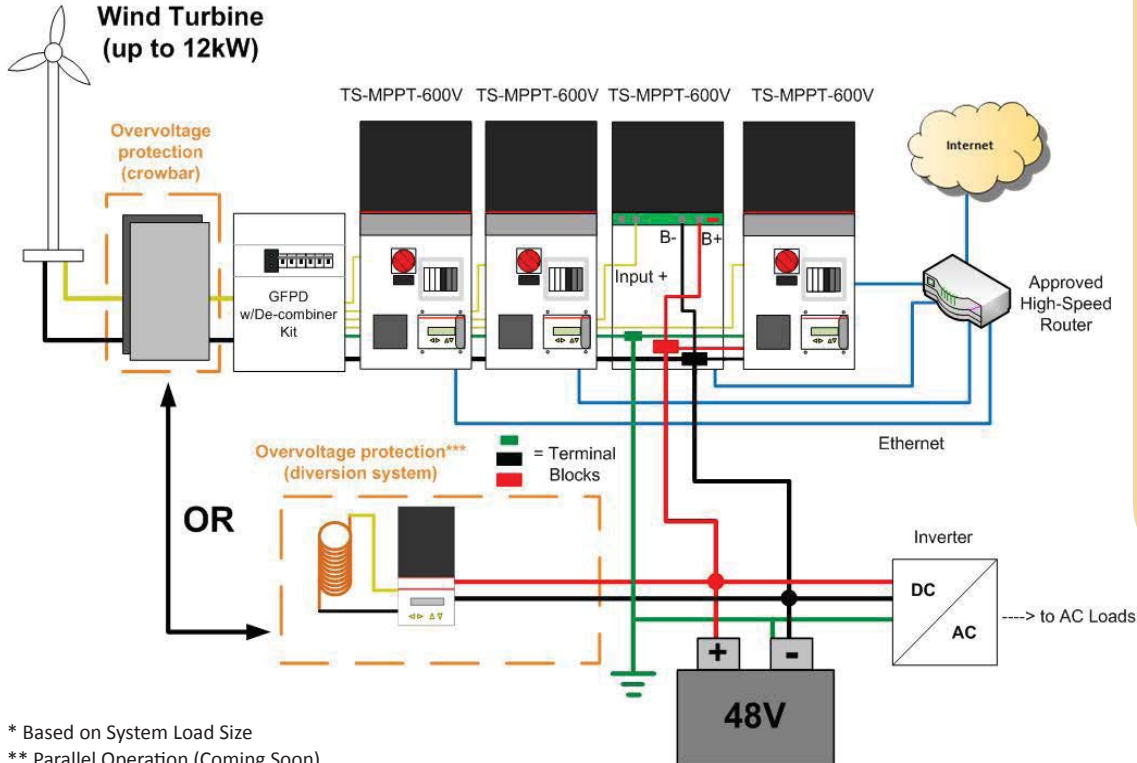 Wind Turbine
(up to 12kW)
TS-MPPT-600V
TS-MPPT-600V
TS-MPPT-600V
TS-MPPT-600V
Overvoltage
protection
(crowbar)
Internet
B-
B+
Input +
GFPD
w/De-combiner
Kit
Approved
High-Speed
Router
Ethernet
Overvoltage protection***
(diversion system)
= Terminal
Blocks
OR
Inverter
DC
AC
----> to AC Loads
+
-
48V
* Based on System Load Size
** Parallel Operation (Coming Soon)